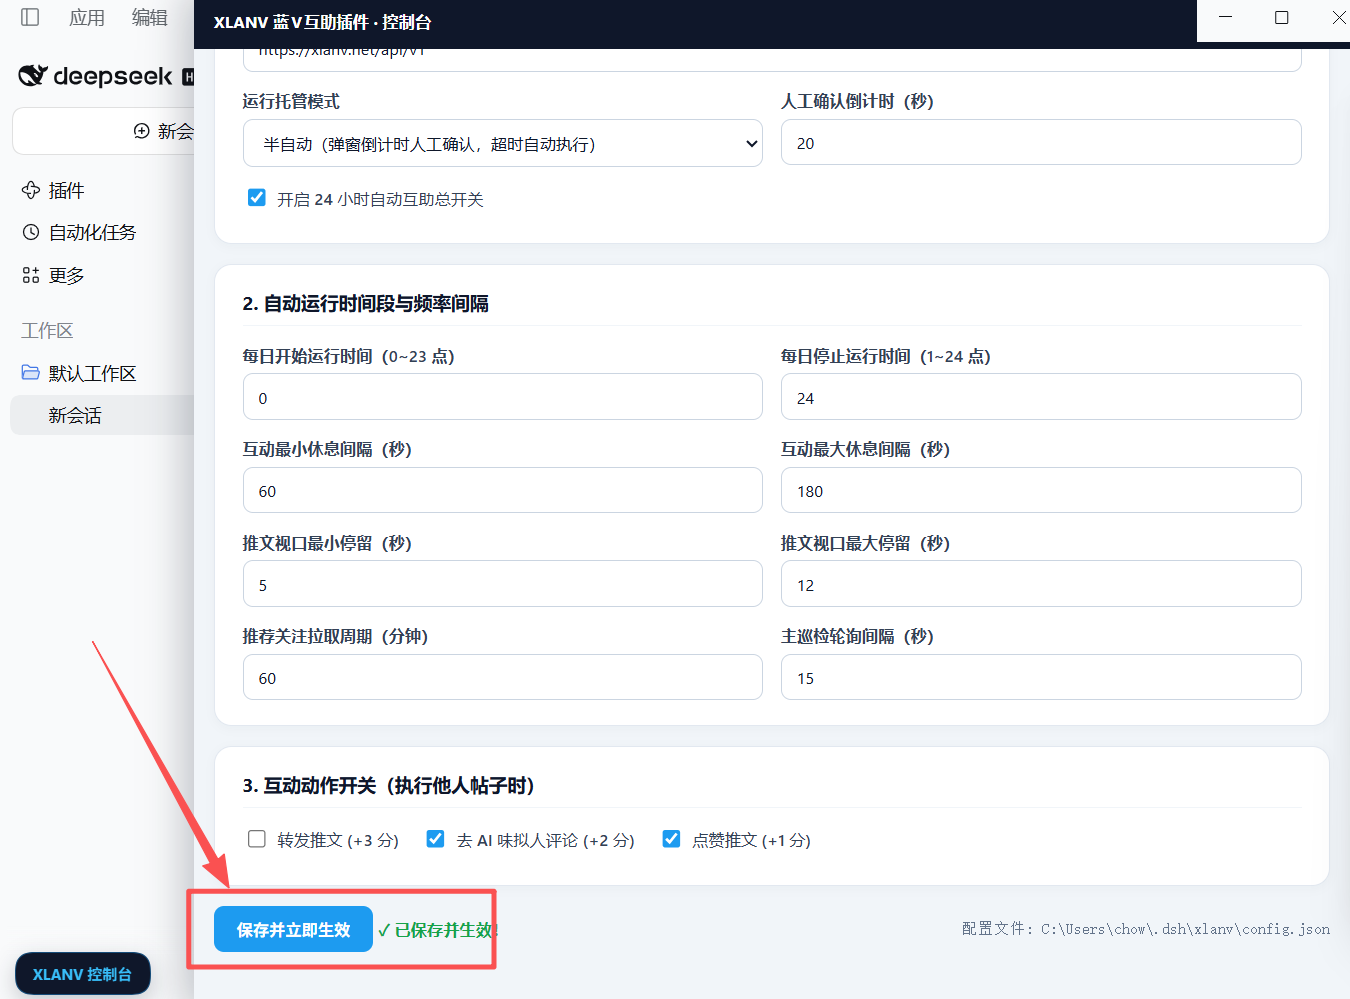 应用 编辑
XLANV 蓝V互助插件 · 控制台
deepseek H
新会
插件
自动化任务
更多
工作区
默认工作区
新会话
XLANV 控制台
https://xlanv.net/api/v1
运行托管模式
人工确认倒计时（秒）
半自动（弹窗倒计时人工确认，超时自动执行）
20
开启 24 小时自动互助总开关
2. 自动运行时间段与频率间隔
每日开始运行时间（0~23 点）
每日停止运行时间（1~24 点）
0
24
互动最小休息间隔（秒）
互动最大休息间隔（秒）
60
180
推文视口最小停留（秒）
推文视口最大停留（秒）
5
12
推荐关注拉取周期（分钟）
主巡检轮询间隔（秒）
60
15
3. 互动动作开关（执行他人帖子时）
转发推文 (+3 分) 去 AI 味拟人评论 (+2 分) 点赞推文 (+1 分)
保存并立即生效 ✓ 已保存并生效!
配置文件: C:\Users\chow\.dsh\xlanv\config.json